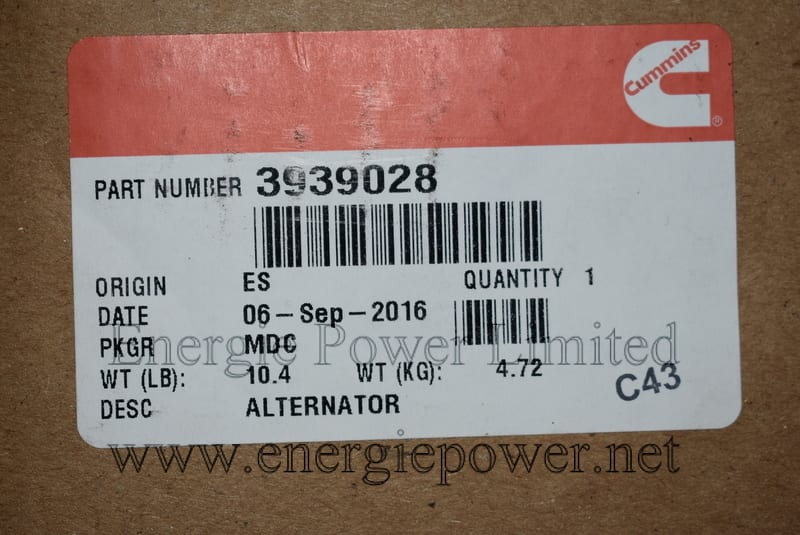 Cummins
®
PART NUMBER 3939028
ORIGIN ES QUANTITY 1
DATE 06-Sep-2016
PKGR MDC
Energie Power Limited
WT (LB): 10.4 WT (KG): 4.72
DESC ALTERNATOR
C43
www.energiepower.net